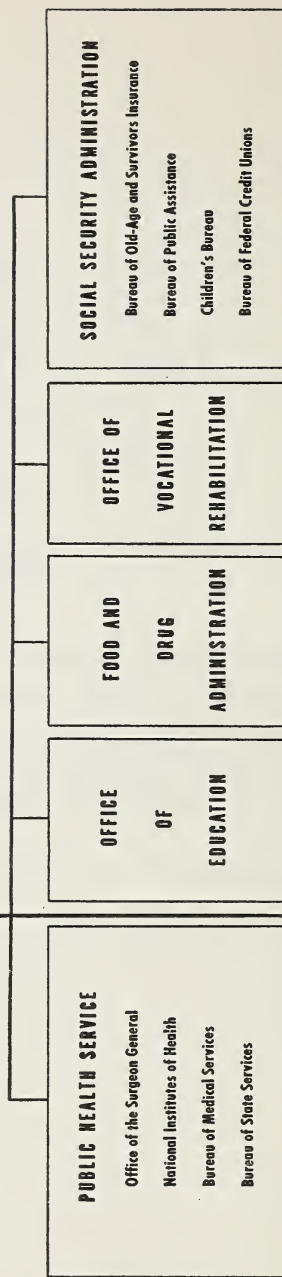 PUBLIC HEALTH SERVICE
Office of the Surgeon General
National Institutes of Health
Bureau of Medical Services
Bureau of State Services
OFFICE
OF
EDUCATION
FOOD AND
DRUG
ADMINISTRATION
OFFICE OF
VOCATIONAL
REHABILITATION
SOCIAL SECURITY ADMINISTRATION
Bureau of Old-Age and Survivors Insurance
Bureau of Public Assistance
Children's Bureau
Bureau of Federal Credit Unions